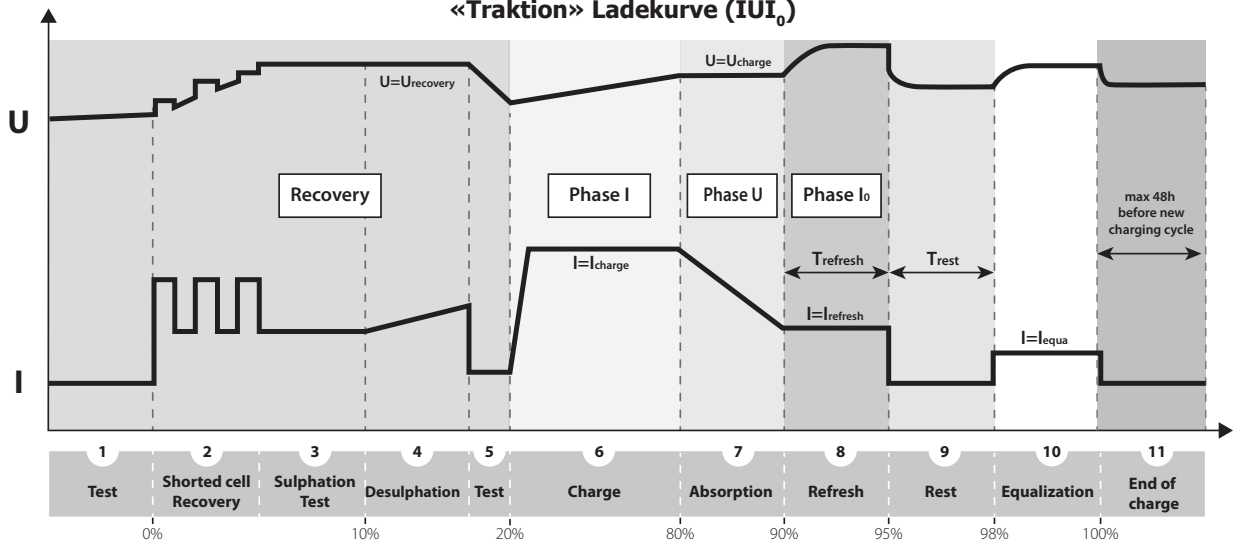 «Traktion» Ladekurve (IUI₀)
U
U=Urecovery
U=Ucharge
Recovery
Phase I
Phase U
Phase I₀
max 48h
before new
charging cycle
I=Icharge
Trefresh
Trest
I=Irefresh
I=Iequa
I
1
2
3
4
5
6
7
8
9
10
11
Test
Shorted cell
Recovery
Sulphation
Test
Desulphation
Test
Charge
Absorption
Refresh
Rest
Equalization
End of
charge
0%
10%
20%
80%
90%
95%
98%
100%